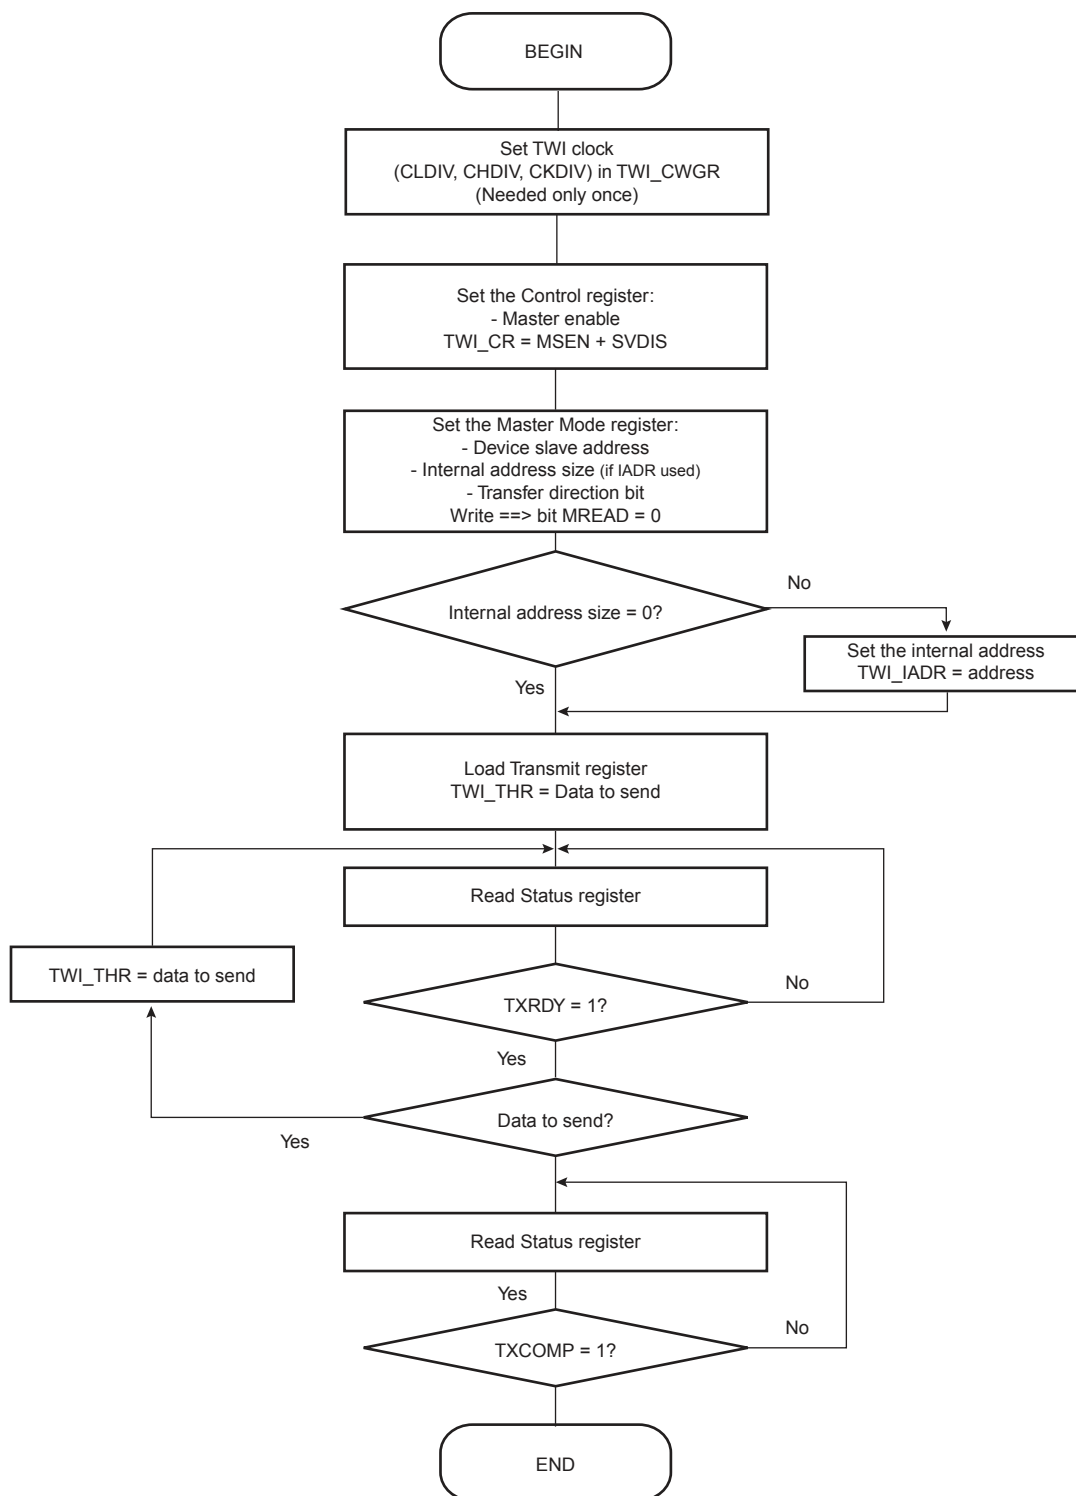 BEGIN
Set TWI clock
(CLDIV, CHDIV, CKDIV) in TWI_CWGR
(Needed only once)
Set the Control register:
- Master enable
TWI_CR = MSEN + SVDIS
Set the Master Mode register:
- Device slave address
- Internal address size (if IADR used)
- Transfer direction bit
Write ==> bit MREAD = 0
No
Internal address size = 0?
Set the internal address
TWI_IADR = address
Yes
Load Transmit register
TWI_THR = Data to send
Read Status register
TWI_THR = data to send
No
TXRDY = 1?
Yes
Data to send?
Yes
Read Status register
Yes
No
TXCOMP = 1?
END